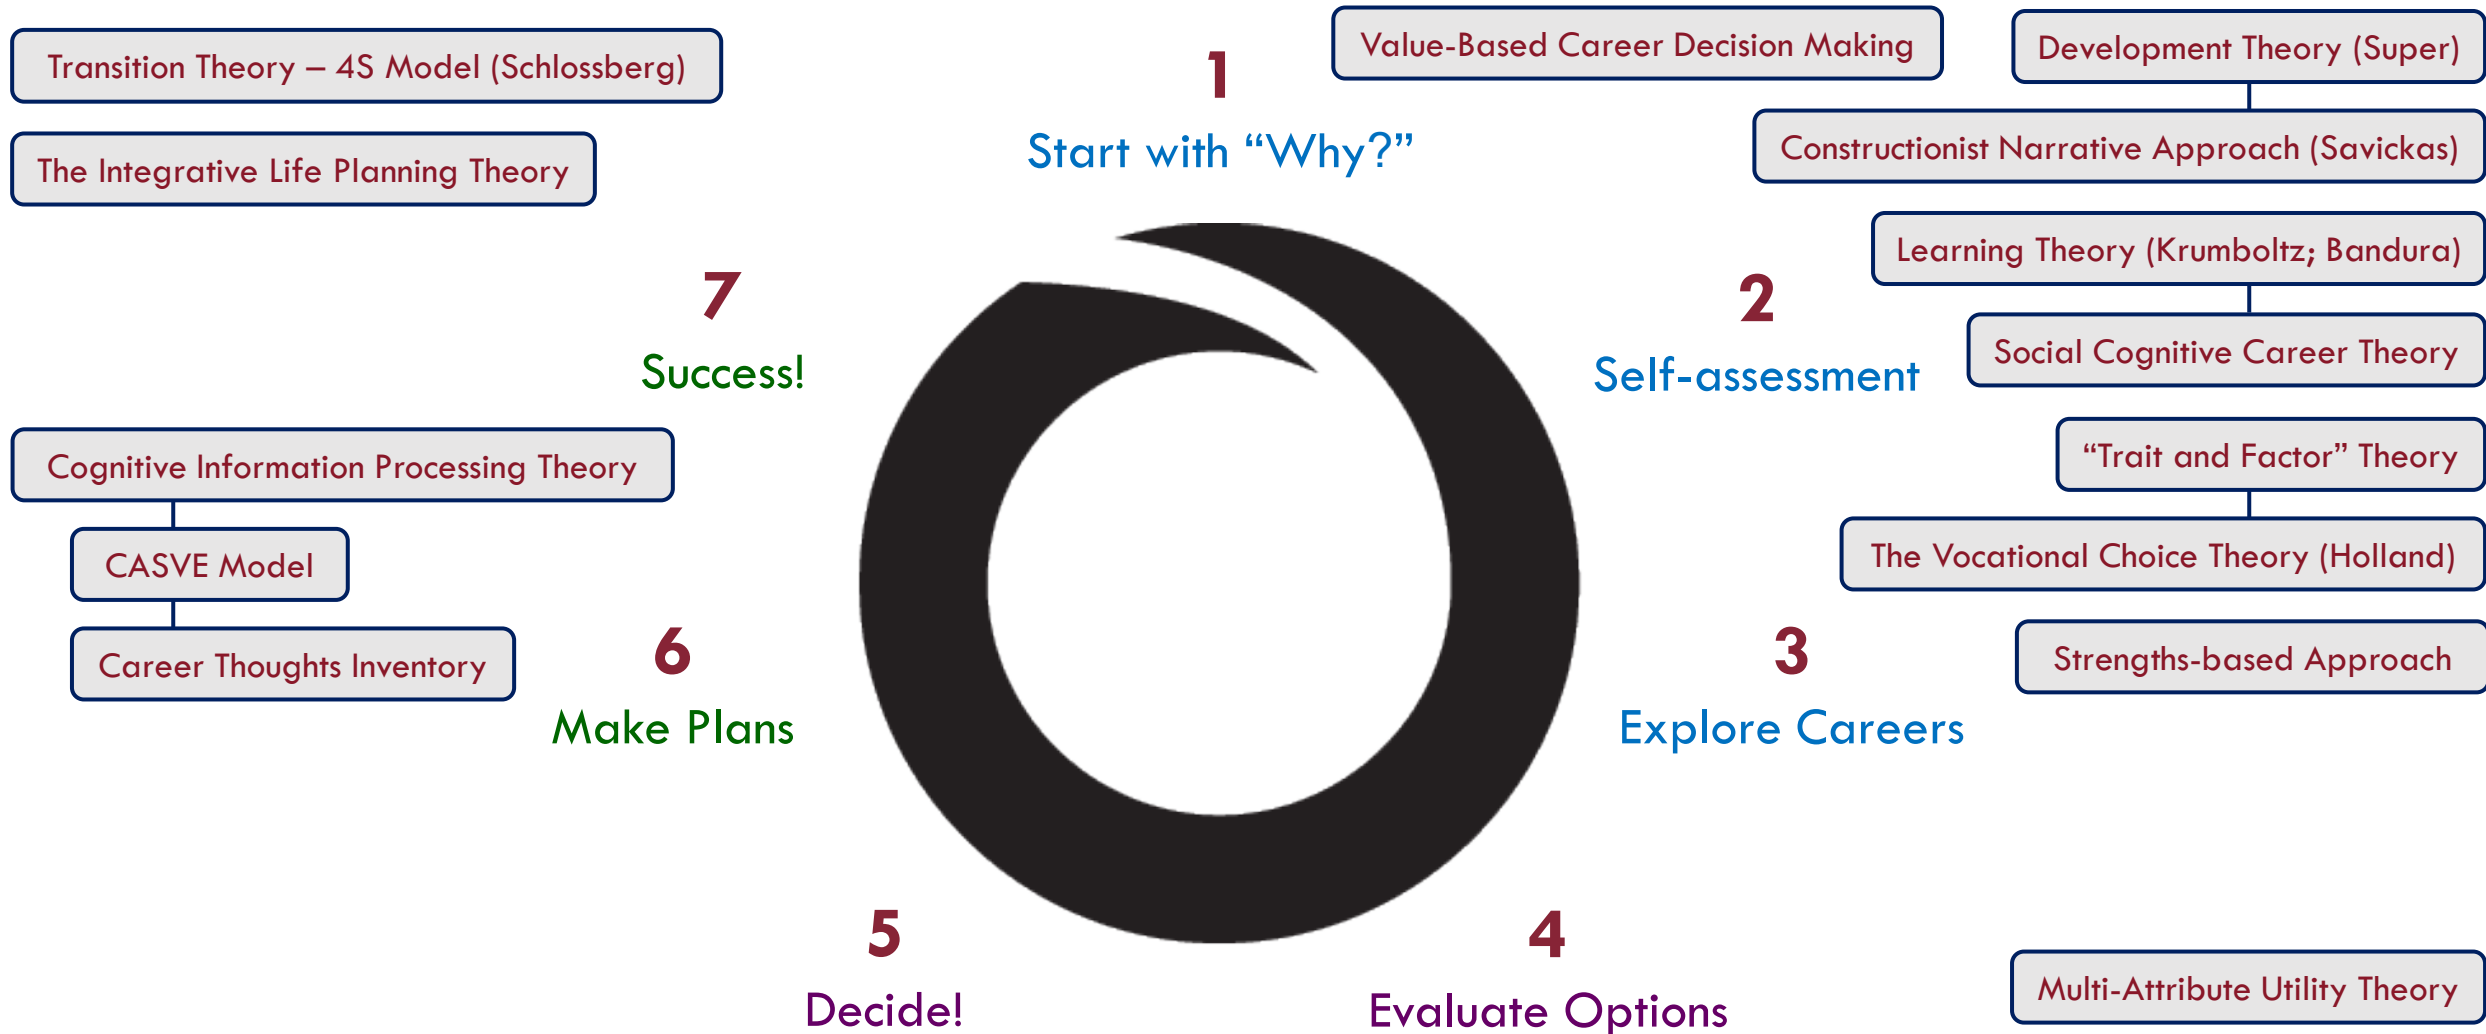 Transition Theory – 4S Model (Schlossberg)
The Integrative Life Planning Theory
1
Start with “Why?”
Value-Based Career Decision Making
Development Theory (Super)
Constructionist Narrative Approach (Savickas)
Learning Theory (Krumboltz; Bandura)
Social Cognitive Career Theory
2
Self-assessment
“Trait and Factor” Theory
The Vocational Choice Theory (Holland)
Strengths-based Approach
3
Explore Careers
4
Evaluate Options
Multi-Attribute Utility Theory
5
Decide!
6
Make Plans
Cognitive Information Processing Theory
CASVE Model
Career Thoughts Inventory
7
Success!